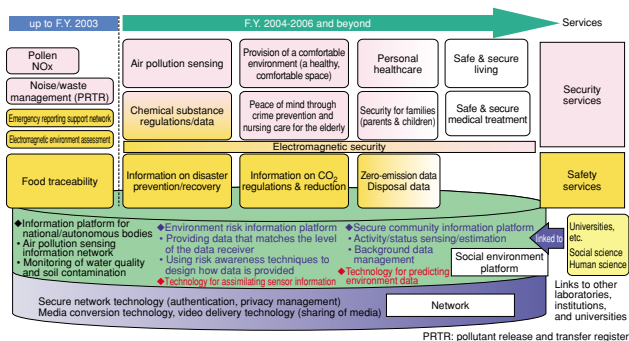 up to F.Y. 2003
F.Y. 2004-2006 and beyond
Services
Pollen
NOx
Noise/waste
management (PRTR)
Emergency reporting support network
Electromagnetic environment assessment
Food traceability
Air pollution sensing
Provision of a comfortable
environment (a healthy,
comfortable space)
Personal
healthcare
Safe & secure
living
Chemical substance
regulations/data
Peace of mind through
crime prevention and
nursing care for the elderly
Security for families
(parents & children)
Safe & secure
medical treatment
Security
services
Electromagnetic security
Information on disaster
prevention/recovery
Information on CO2
regulations & reduction
Zero-emission data
Disposal data
Safety
services
◆Information platform for
national/autonomous bodies
• Air pollution sensing
information network
• Monitoring of water quality
and soil contamination
◆Environment risk information platform
• Providing data that matches the level
of the data receiver
• Using risk awareness techniques to
design how data is provided
◆Technology for assimilating sensor information
◆Secure community information platform
• Activity/status sensing/estimation
• Background data
management
◆Technology for predicting
environment data
Social environment
platform
linked to
Universities,
etc.
Social science
Human science
Links to other
laboratories,
institutions,
and universities
Secure network technology (authentication, privacy management)
Media conversion technology, video delivery technology (sharing of media)
Network
PRTR: pollutant release and transfer register